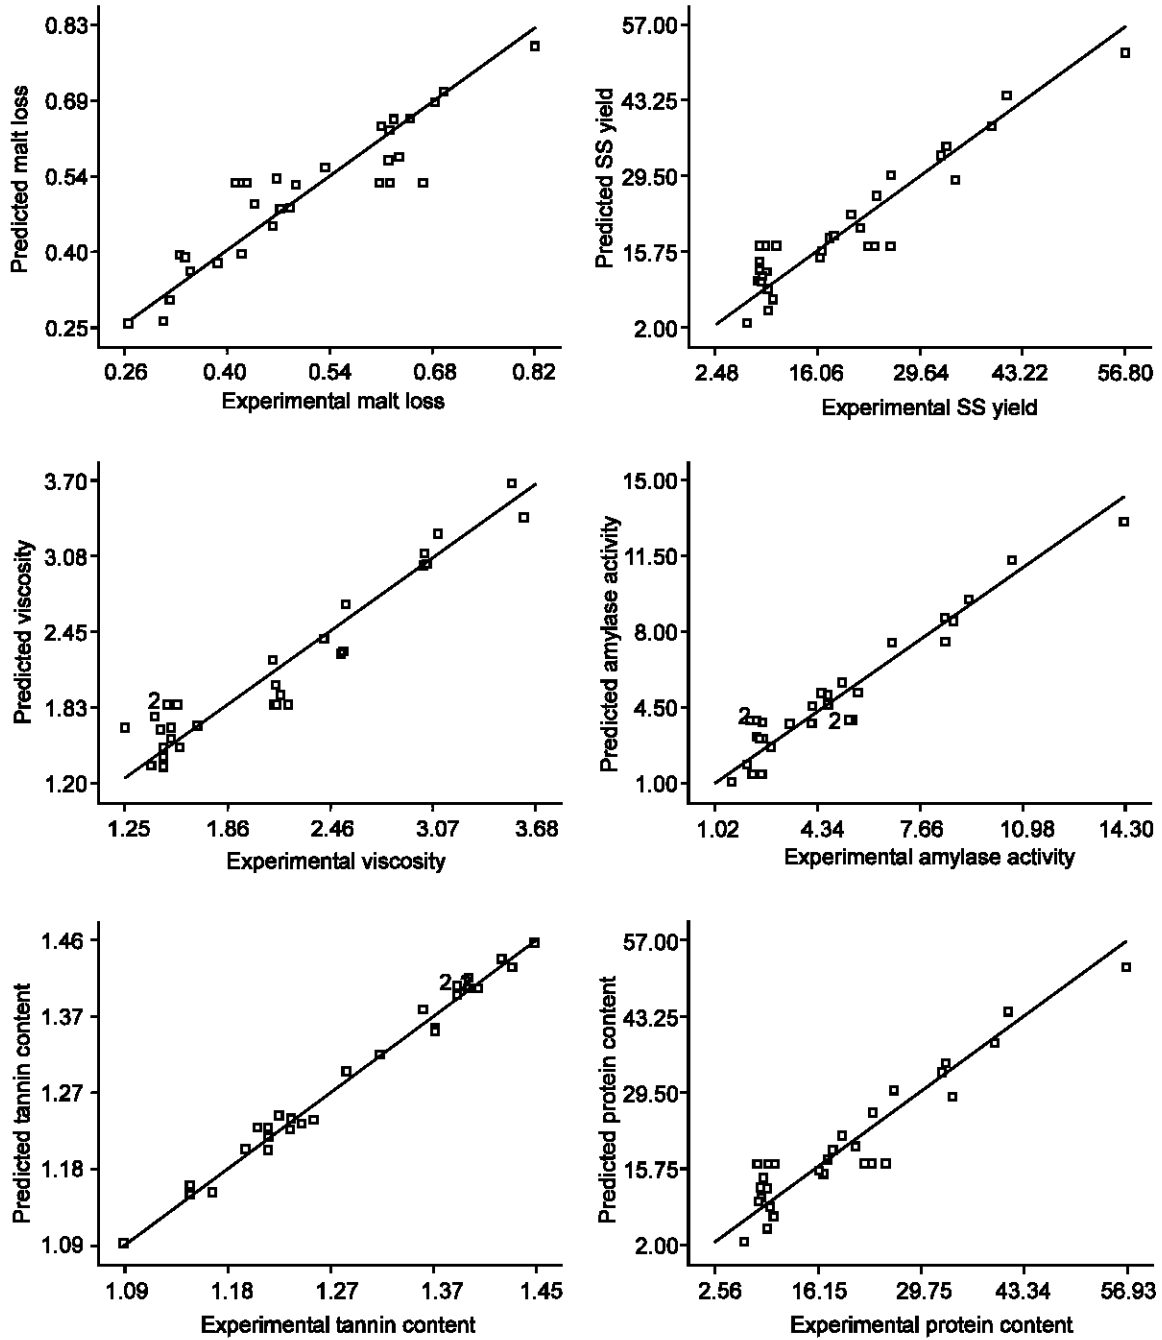 Predicted malt loss
0.83
0.69
0.54
0.40
0.25
0.26 0.40 0.54 0.68 0.82
Experimental malt loss
Predicted SS yield
57.00
43.25
29.50
15.75
2.00
2.48 16.06 29.64 43.22 56.80
Experimental SS yield
Predicted viscosity
3.70
3.08
2.45
1.83
1.20
2
1.25 1.86 2.46 3.07 3.68
Experimental viscosity
Predicted amylase activity
15.00
11.50
8.00
4.50
1.00
2 2
1.02 4.34 7.66 10.98 14.30
Experimental amylase activity
Predicted tannin content
1.46
1.37
1.27
1.18
1.09
2
1.09 1.18 1.27 1.37 1.45
Experimental tannin content
Predicted protein content
57.00
43.25
29.50
15.75
2.00
2.56 16.15 29.75 43.34 56.93
Experimental protein content